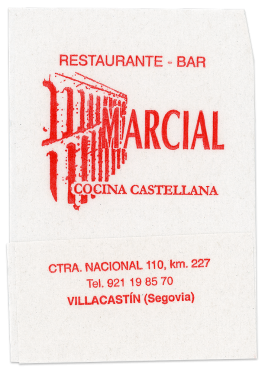 RESTAURANTE - BAR
MARCIAL
COCINA CASTELLANA
CTRA. NACIONAL 110, km. 227
Tel. 921 19 85 70
VILLACASTÍN (Segovia)